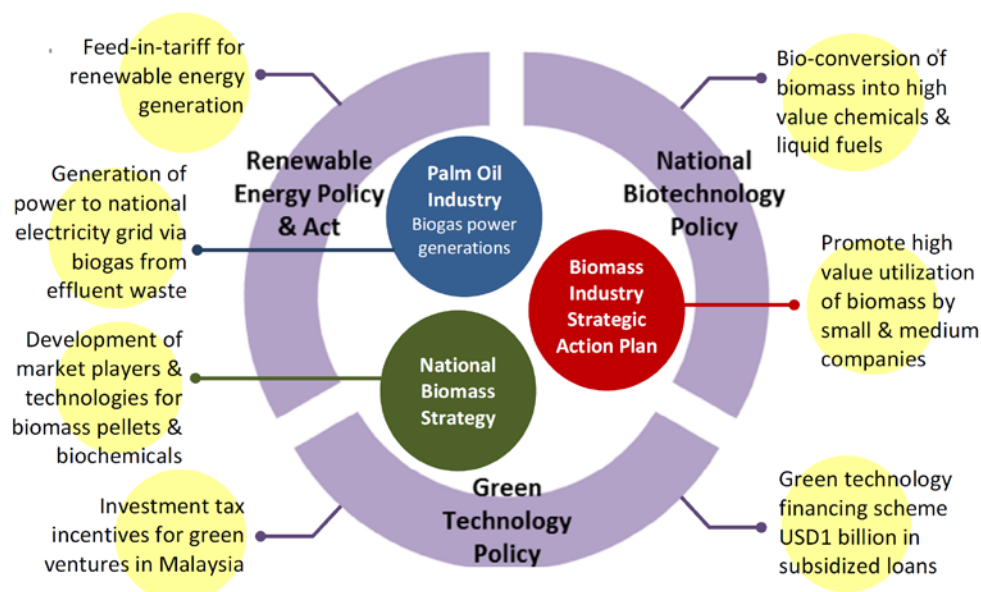 Feed-in-tariff for
renewable energy
generation
Generation of
power to national
electricity grid via
biogas from
effluent waste
Development of
market players &
technologies for
biomass pellets &
biochemicals
Investment tax
incentives for green
ventures in Malaysia
Renewable
Energy Policy
& Act
Palm Oil
Industry
Biogas power
generations
Biomass
Industry
Strategic
Action Plan
National
Biomass
Strategy
National
Biotechnology
Policy
Green
Technology
Policy
Bio-conversion of
biomass into high
value chemicals &
liquid fuels
Promote high
value utilization
of biomass by
small & medium
companies
Green technology
financing scheme
USD1 billion in
subsidized loans